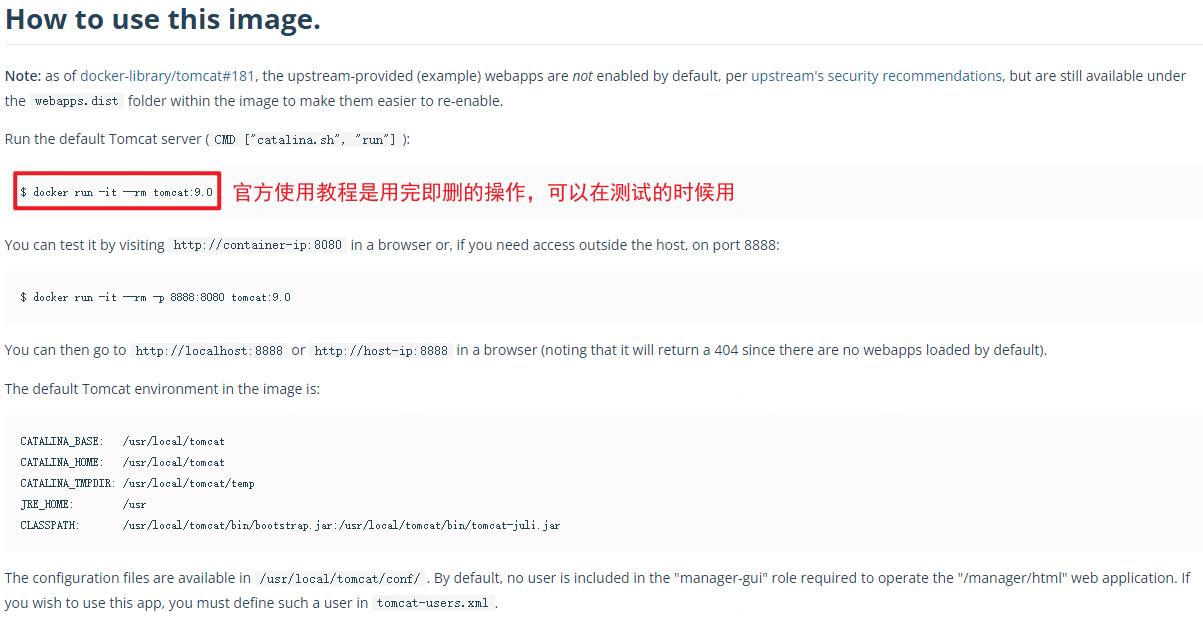 How to use this image.
Note: as of docker-library/tomcat#181, the upstream-provided (example) webapps are not enabled by default, per upstream's security recommendations, but are still available under
the webapps.dist folder within the image to make them easier to re-enable.
Run the default Tomcat server ( CMD ["catalina.sh", "run"] ):
$ docker run -it --rm tomcat:9.0 官方使用教程是用完即删的操作，可以在测试的时候用
You can test it by visiting http://container-ip:8080 in a browser or, if you need access outside the host, on port 8888:
$ docker run -it --rm -p 8888:8080 tomcat:9.0
You can then go to http://localhost:8888 or http://host-ip:8888 in a browser (noting that it will return a 404 since there are no webapps loaded by default).
The default Tomcat environment in the image is:
CATALINA_BASE: /usr/local/tomcat
CATALINA_HOME: /usr/local/tomcat
CATALINA_TMPDIR: /usr/local/tomcat/temp
JRE_HOME: /usr
CLASSPATH: /usr/local/tomcat/bin/bootstrap.jar:/usr/local/tomcat/bin/tomcat-juli.jar
The configuration files are available in /usr/local/tomcat/conf/ . By default, no user is included in the "manager-gui" role required to operate the "/manager/html" web application. If
you wish to use this app, you must define such a user in tomcat-users.xml .